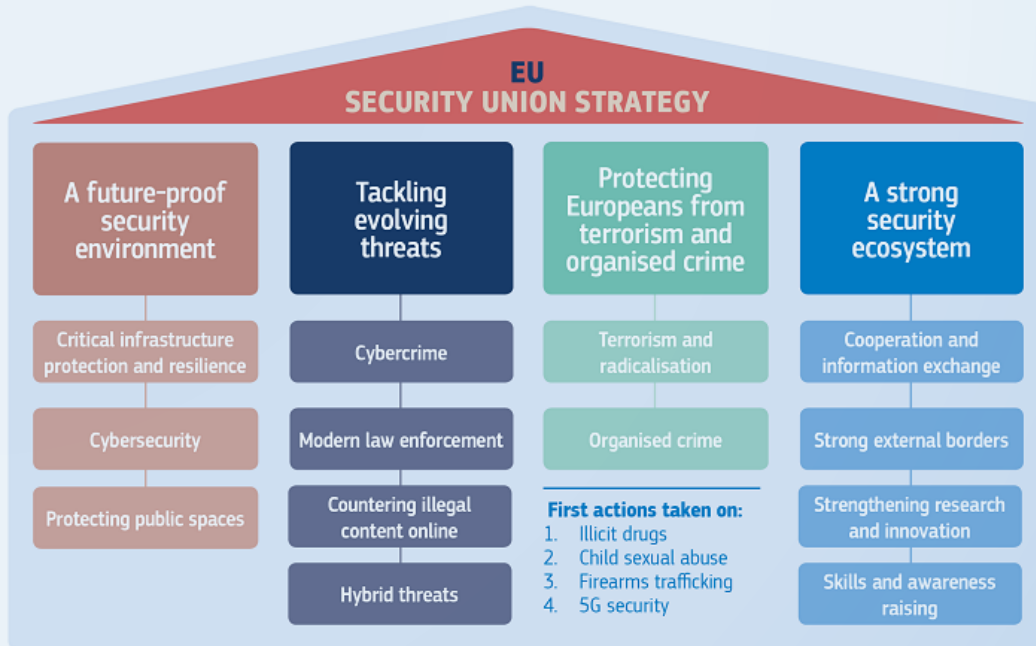 EU
SECURITY UNION STRATEGY
A future-proof
security
environment
Critical infrastructure
protection and resilience
Cybersecurity
Protecting public spaces
Tackling
evolving
threats
Cybercrime
Modern law enforcement
Countering illegal
content online
Hybrid threats
Protecting
Europeans from
terrorism and
organised crime
Terrorism and
radicalisation
Organised crime
First actions taken on:
1. Illicit drugs
2. Child sexual abuse
3. Firearms trafficking
4. 5G security
A strong
security
ecosystem
Cooperation and
information exchange
Strong external borders
Strengthening research
and innovation
Skills and awareness
raising